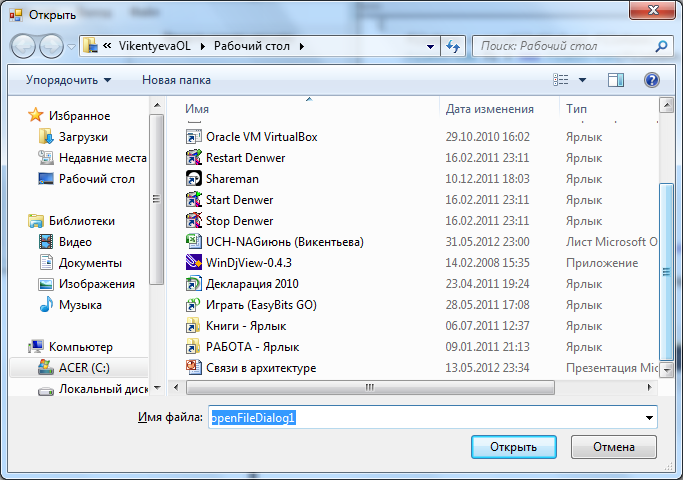 Открыть
« VikentyevaOL Рабочий стол
Поиск: Рабочий стол
Упорядочить Новая папка
Избранное
Загрузки
Недавние места
Рабочий стол
Библиотеки
Видео
Документы
Изображения
Музыка
Компьютер
ACER (C:)
Локальный диск
Имя Дата изменения Тип
Oracle VM VirtualBox 29.10.2010 16:02 Ярлык
Restart Denwer 16.02.2011 23:11 Ярлык
Shareman 10.12.2011 18:03 Ярлык
Start Denwer 16.02.2011 23:11 Ярлык
Stop Denwer 16.02.2011 23:11 Ярлык
UCH-NAGиюнь (Викентьева) 31.05.2012 23:00 Лист Microsoft O
WinDjView-0.4.3 14.02.2008 15:35 Приложение
Декларация 2010 23.04.2011 19:24 Ярлык
Играть (EasyBits GO) 28.05.2011 17:08 Ярлык
Книги - Ярлык 06.07.2011 12:37 Ярлык
РАБОТА - Ярлык 09.01.2011 21:13 Ярлык
Связи в архитектуре 13.05.2012 23:34 Презентация Mic
Имя файла: openFileDialog1
Открыть Отмена